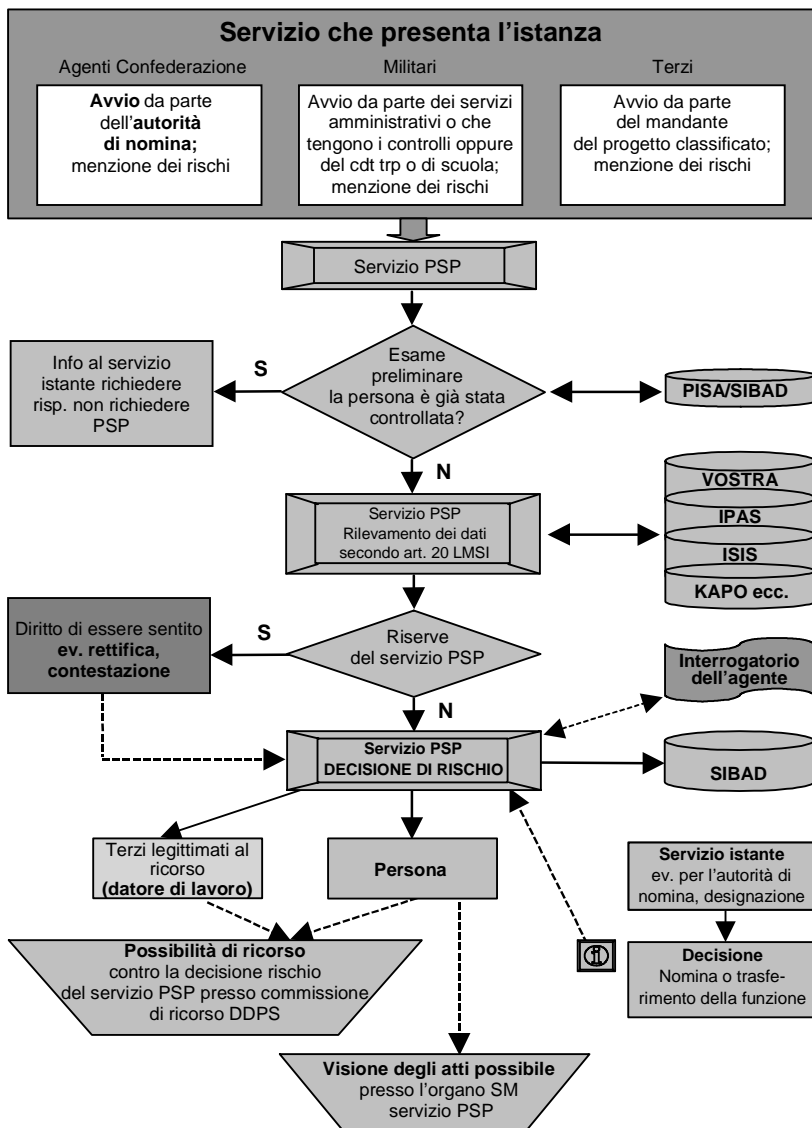 Servizio che presenta l'istanza
Agenti Confederazione
Militari
Terzi
Avvio da parte
dell'autorità
di nomina;
menzione dei rischi
Avvio da parte dei servizi
amministrativi o che
tengono i controlli oppure
del cdt trp o di scuola;
menzione dei rischi
Avvio da parte
del mandante
del progetto classificato;
menzione dei rischi
Servizio PSP
Esame
preliminare
la persona è già stata
controllata?
S
Info al servizio
istante richiedere
risp. non richiedere
PSP
PISA/SIBAD
N
Servizio PSP
Rilevamento dei dati
secondo art. 20 LMSI
VOSTRA
IPAS
ISIS
KAPO ecc.
Riserve
del servizio PSP
S
Diritto di essere sentito
ev. rettifica,
contestazione
Interrogatorio
dell'agente
N
Servizio PSP
DECISIONE DI RISCHIO
SIBAD
Terzi legittimati al
ricorso
(datore di lavoro)
Persona
Servizio istante
ev. per l'autorità di
nomina, designazione
i
Decisione
Nomina o trasfe-
rimento della funzione
Possibilità di ricorso
contro la decisione rischio
del servizio PSP presso commissione
di ricorso DDPS
Visione degli atti possibile
presso l'organo SM
servizio PSP